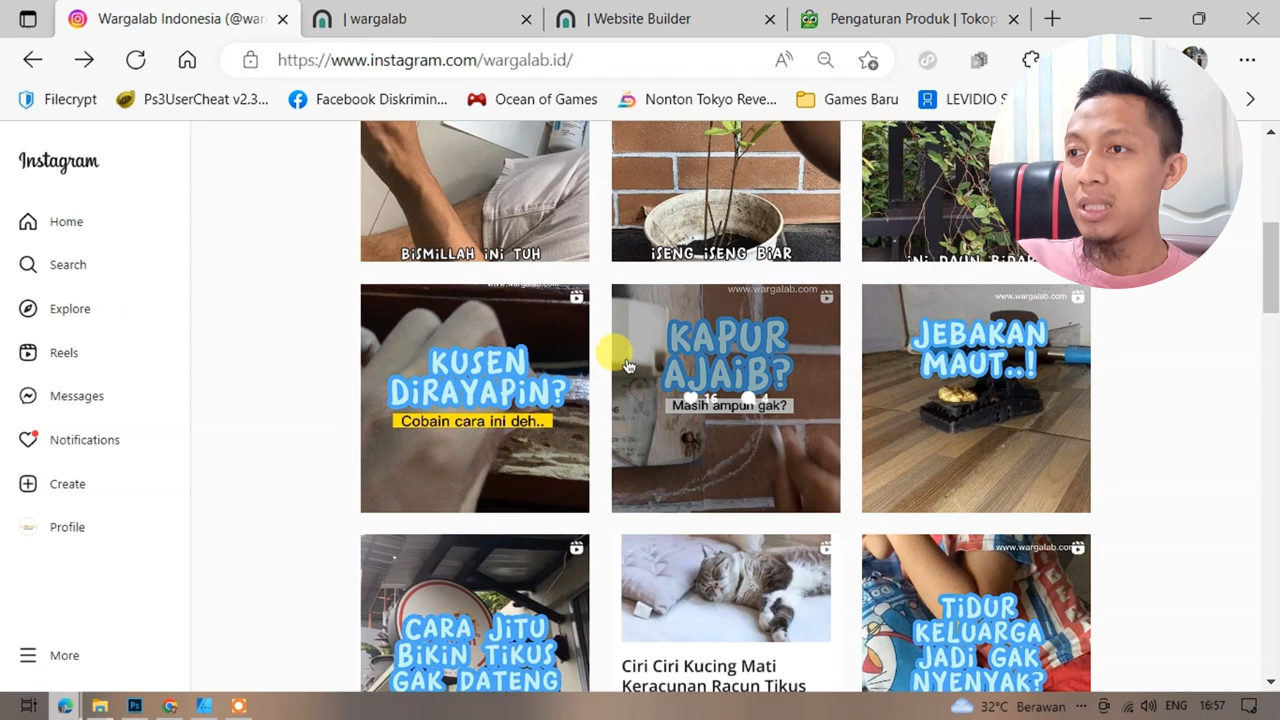 Wargalab Indonesia (@war
| wargalab
| Website Builder
Pengaturan Produk | Tokop
https://www.instagram.com/wargalab.id/
Filecrypt
Ps3UserCheat v2.3...
Facebook Diskrimin...
Ocean of Games
Nonton Tokyo Reve...
Games Baru
LEVIDIO S
Instagram
Home
Search
Explore
Reels
Messages
Notifications
Create
Profile
More
BISMILLAH INI TUH
ISENG ISENG BIAR
INI DAUN BIDAR
KUSEN
DIRAYAPIN?
Cobain cara ini deh..
www.wargalab.com
KAPUR
AJAIB?
16
4
Masih ampuh gak?
www.wargalab.com
JEBAKAN
MAUT..!
CARA JITU
BIKIN TIKUS
GAK DATENG
Ciri Ciri Kucing Mati
Keracunan Racun Tikus
www.wargalab.com
TIDUR
KELUARGA
JADI GAK
NYENYAK?
32°C Berawan
ENG
16:57